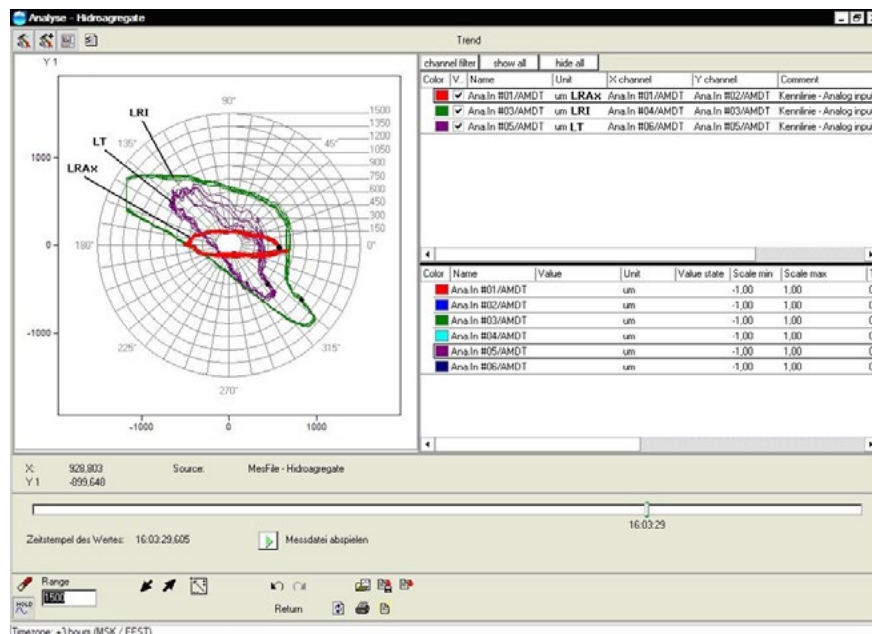 Analyse - Hidroagregate
Trend
Y 1
channel filter show all hide all
Color V.. Name Unit X channel Y channel Comment
Ana.In #01/AMDT um LRAx Ana.In #01/AMDT Ana.In #02/AMDT Kennlinie - Analog input
Ana.In #03/AMDT um LRI Ana.In #04/AMDT Ana.In #03/AMDT Kennlinie - Analog input
Ana.In #05/AMDT um LT Ana.In #06/AMDT Ana.In #05/AMDT Kennlinie - Analog input
90°
LRI
135°
45°
LT
LRAx
1500
1350
1200
1050
900
750
600
450
300
150
1000
0
-1000
180°
0°
225°
315°
270°
-1000 0 1000
Color Name Value Unit Value state Scale min Scale max
Ana.In #01/AMDT um -1,00 1,00
Ana.In #02/AMDT um -1,00 1,00
Ana.In #03/AMDT um -1,00 1,00
Ana.In #04/AMDT um -1,00 1,00
Ana.In #05/AMDT um -1,00 1,00
Ana.In #06/AMDT um -1,00 1,00
X: 928,803 Source: MesFile - Hidroagregate
Y 1 -899,648
16:03:29
Zeitstempel des Wertes: 16:03:29,605 Messdatei abspielen
Range
1500
HOLD
Return
Timezone: +3 hours (MSK / EEST)